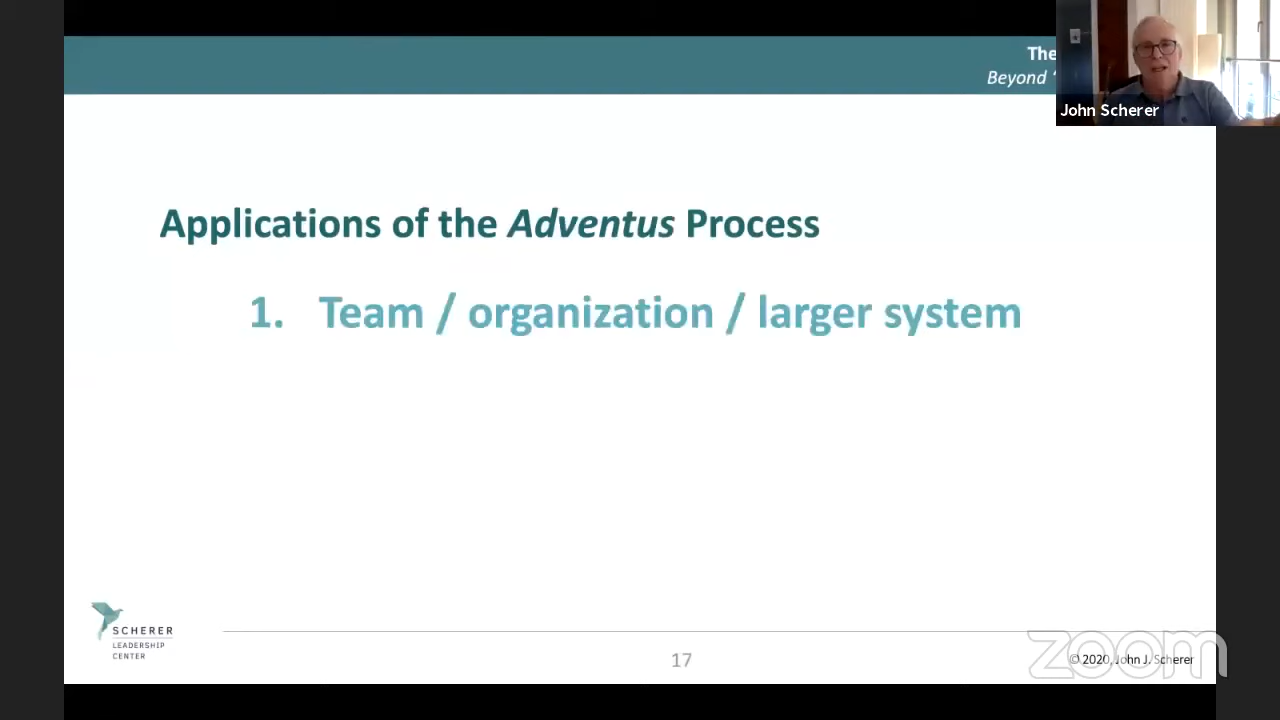 The
Beyond ‘
John Scherer
Applications of the Adventus Process
1. Team / organization / larger system
SCHERER
LEADERSHIP
CENTER
17
zoom
© 2020, John J. Scherer